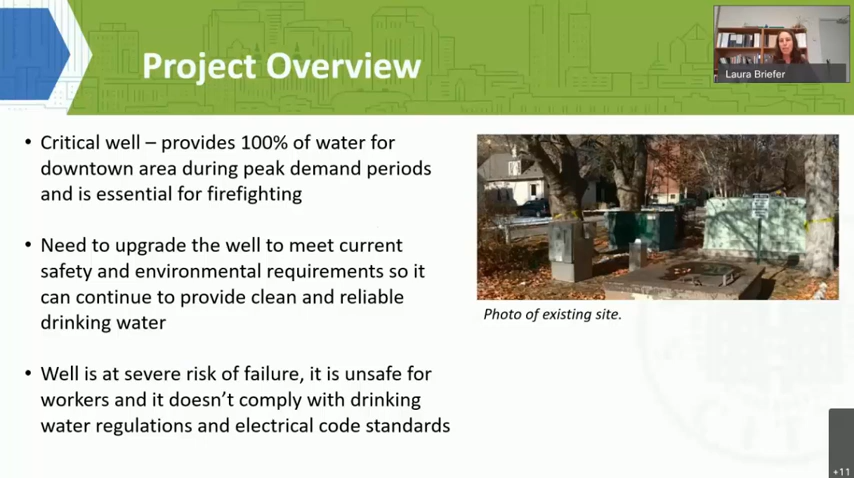 Project Overview
Laura Briefer
• Critical well – provides 100% of water for
downtown area during peak demand periods
and is essential for firefighting
• Need to upgrade the well to meet current
safety and environmental requirements so it
can continue to provide clean and reliable
drinking water
• Well is at severe risk of failure, it is unsafe for
workers and it doesn’t comply with drinking
water regulations and electrical code standards
Photo of existing site.
+11